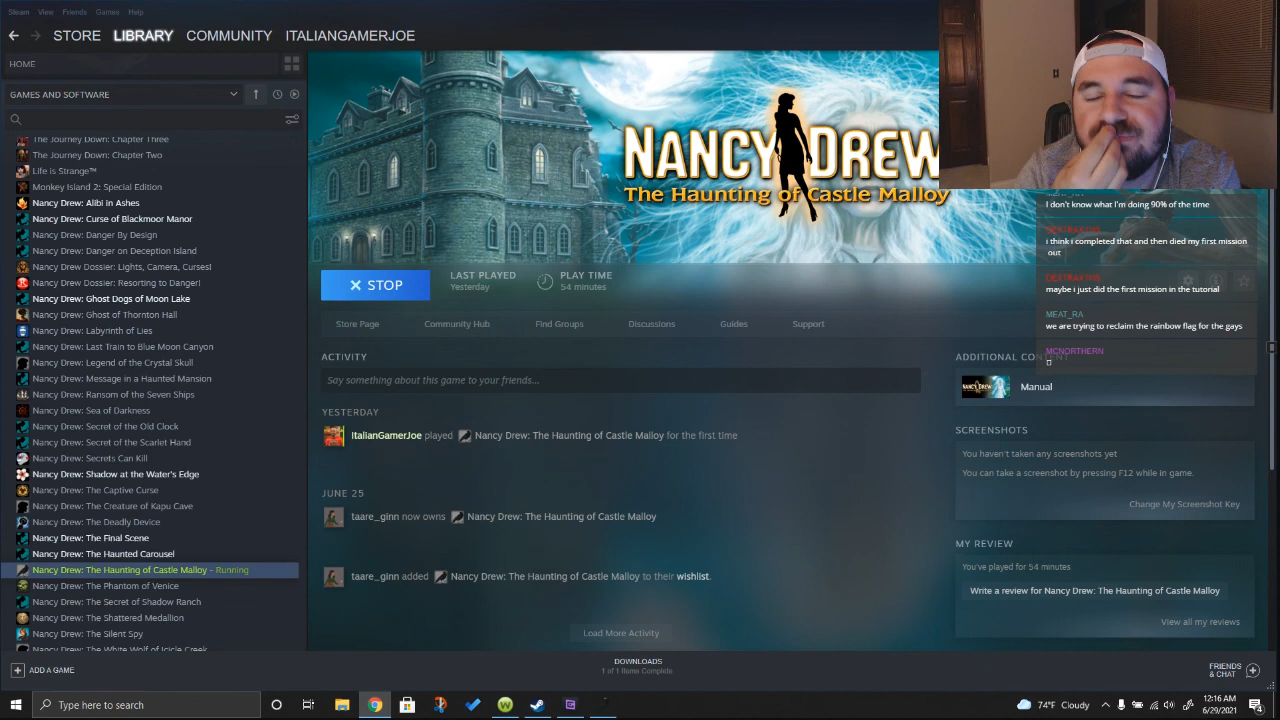 Steam View Friends Games Help
STORE LIBRARY COMMUNITY ITALIANGAMERJOE
HOME
GAMES AND SOFTWARE
The Journey Down: Chapter Three
The Journey Down: Chapter Two
Life is Strange™
Monkey Island 2: Special Edition
Nancy Drew: Alibi in Ashes
Nancy Drew: Curse of Blackmoor Manor
Nancy Drew: Danger By Design
Nancy Drew: Danger on Deception Island
Nancy Drew Dossier: Lights, Camera, Curses!
Nancy Drew Dossier: Resorting to Danger!
Nancy Drew: Ghost Dogs of Moon Lake
Nancy Drew: Ghost of Thornton Hall
Nancy Drew: Labyrinth of Lies
Nancy Drew: Last Train to Blue Moon Canyon
Nancy Drew: Legend of the Crystal Skull
Nancy Drew: Message in a Haunted Mansion
Nancy Drew: Ransom of the Seven Ships
Nancy Drew: Sea of Darkness
Nancy Drew: Secret of the Old Clock
Nancy Drew: Secret of the Scarlet Hand
Nancy Drew: Secrets Can Kill
Nancy Drew: Shadow at the Water's Edge
Nancy Drew: The Captive Curse
Nancy Drew: The Creature of Kapu Cave
Nancy Drew: The Deadly Device
Nancy Drew: The Final Scene
Nancy Drew: The Haunted Carousel
Nancy Drew: The Haunting of Castle Malloy - Running
Nancy Drew: The Phantom of Venice
Nancy Drew: The Secret of Shadow Ranch
Nancy Drew: The Shattered Medallion
Nancy Drew: The Silent Spy
Nancy Drew: The White Wolf of Icicle Creek
ADD A GAME
NANCY DREW
The Haunting of Castle Malloy
STOP
LAST PLAYED
Yesterday
PLAY TIME
54 minutes
Store Page Community Hub Find Groups Discussions Guides Support
ACTIVITY
Say something about this game to your friends...
YESTERDAY
ItalianGamerJoe played Nancy Drew: The Haunting of Castle Malloy for the first time
JUNE 25
taare_ginn now owns Nancy Drew: The Haunting of Castle Malloy
taare_ginn added Nancy Drew: The Haunting of Castle Malloy to their wishlist.
Load More Activity
I don't know what I'm doing 90% of the time
i think i completed that and then died my first mission
out
maybe i just did the first mission in the tutorial
MEAT_RA
we are trying to reclaim the rainbow flag for the gays
MCNORTHERN
ADDITIONAL CONTENT
NANCY DREW
Manual
SCREENSHOTS
You haven't taken any screenshots yet
You can take a screenshot by pressing F12 while in game.
Change My Screenshot Key
MY REVIEW
You've played for 54 minutes
Write a review for Nancy Drew: The Haunting of Castle Malloy
View all my reviews
DOWNLOADS
1 of 1 Items Complete
FRIENDS
& CHAT
Type here to search
74°F Cloudy
12:16 AM
6/29/2021